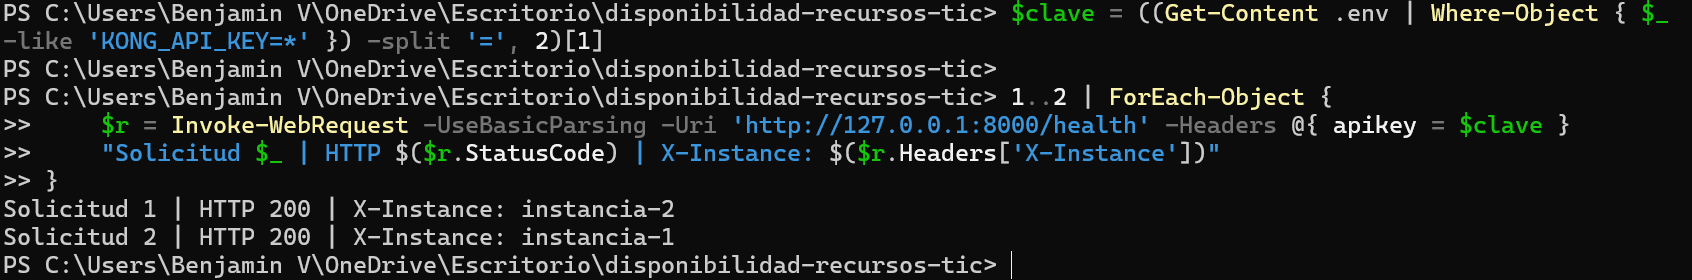 PS C:\Users\Benjamin V\OneDrive\Escritorio\disponibilidad-recursos-tic> $clave = ((Get-Content .env | Where-Object { $_
-like 'KONG_API_KEY=*' }) -split '=', 2)[1]
PS C:\Users\Benjamin V\OneDrive\Escritorio\disponibilidad-recursos-tic>
PS C:\Users\Benjamin V\OneDrive\Escritorio\disponibilidad-recursos-tic> 1..2 | ForEach-Object {
>>     $r = Invoke-WebRequest -UseBasicParsing -Uri 'http://127.0.0.1:8000/health' -Headers @{ apikey = $clave }
>>     "Solicitud $_ | HTTP $($r.StatusCode) | X-Instance: $($r.Headers['X-Instance'])"
>> }
Solicitud 1 | HTTP 200 | X-Instance: instancia-2
Solicitud 2 | HTTP 200 | X-Instance: instancia-1
PS C:\Users\Benjamin V\OneDrive\Escritorio\disponibilidad-recursos-tic>